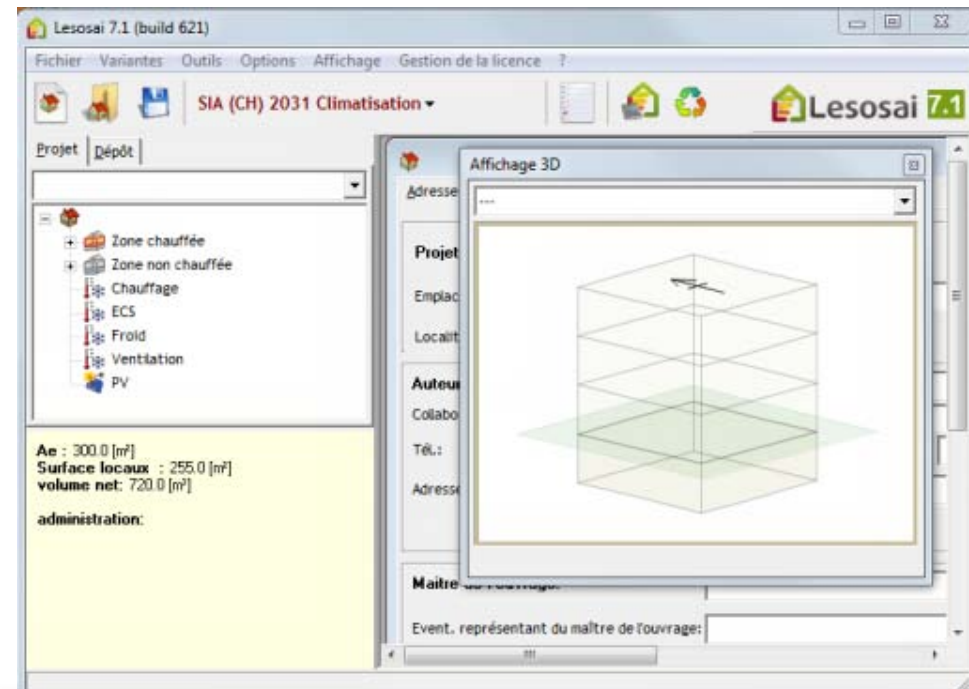 Lesosai 7.1 (build 621)
Fichier Variantes Outils Options Affichage Gestion de la licence ?
SIA (CH) 2031 Climatisation
Lesosai 7.1
Projet Dépôt
Zone chauffée
Zone non chauffée
Chauffage
ECS
Froid
Ventilation
PV
Ae : 300.0 [m²]
Surface locaux : 255.0 [m²]
volume net: 720.0 [m²]
administration:
Adresse
Projet
Emplac
Localit
Auteur
Collabo
Tél.:
Adresse
Maître
Event. représentant du maître de l'ouvrage:
Affichage 3D
---